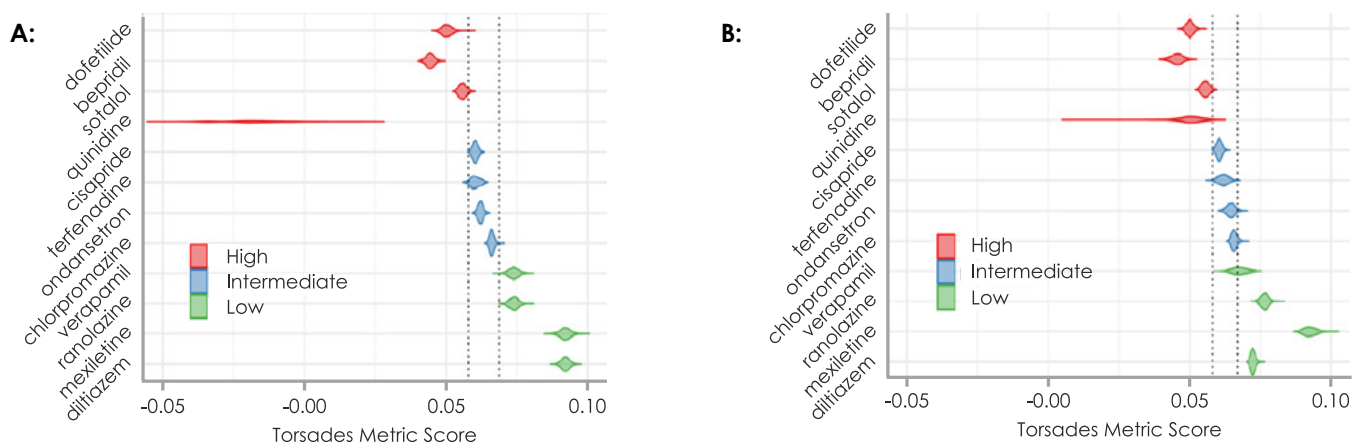 A:
dofetilide
bepridil
sotalol
quinidine
cisapride
terfenadine
ondansetron
chlorpromazine
verapamil
ranolazine
mexiletine
diltiazem
High
Intermediate
Low
-0.05 -0.00 0.05 0.10
Torsades Metric Score
B:
dofetilide
bepridil
sotalol
quinidine
cisapride
terfenadine
ondansetron
chlorpromazine
verapamil
ranolazine
mexiletine
diltiazem
High
Intermediate
Low
-0.05 -0.00 0.05 0.10
Torsades Metric Score